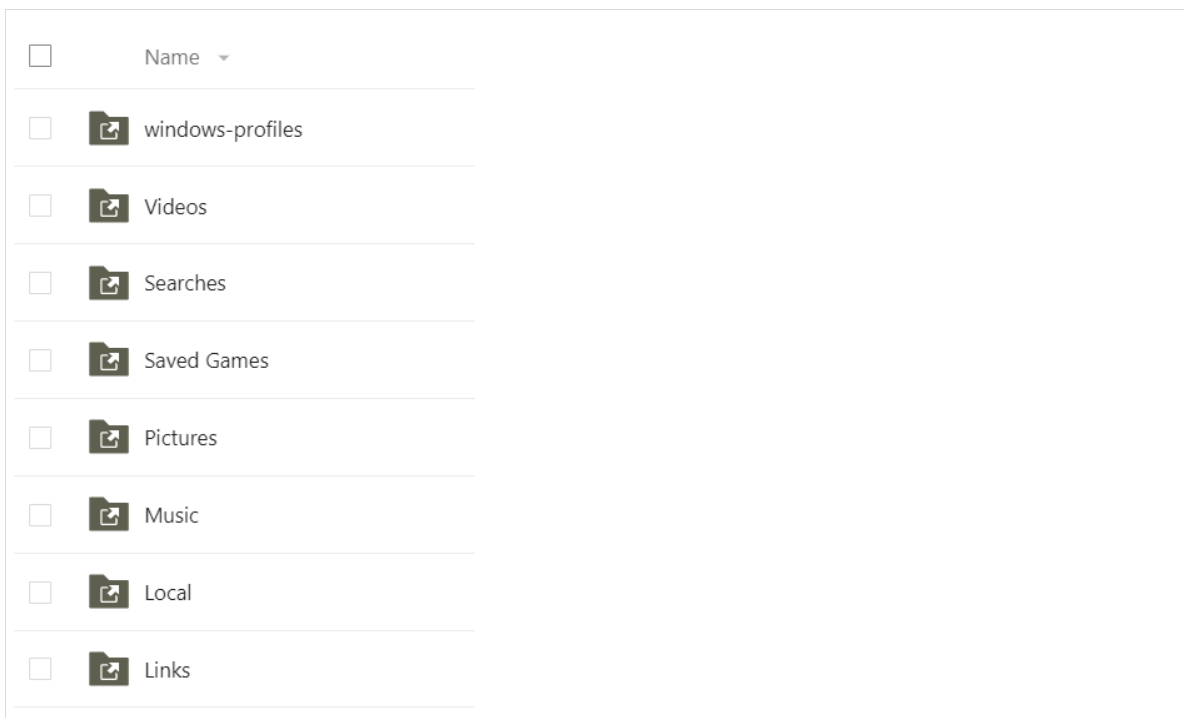 Name
windows-profiles
Videos
Searches
Saved Games
Pictures
Music
Local
Links